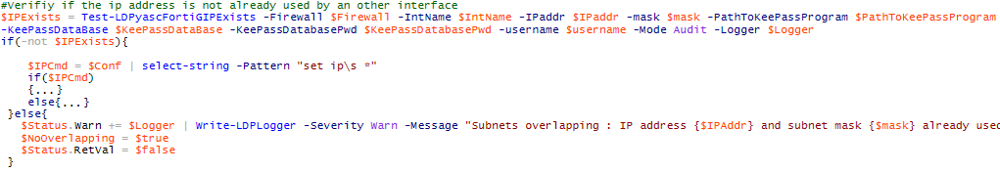 #Verifiy if the ip address is not already used by an other interface
$IPExists = Test-LDPyascFortiGIPExists -Firewall $Firewall -IntName $IntName -IPaddr $IPaddr -mask $mask -PathToKeePassProgram $PathToKeePassProgram
-KeePassDataBase $KeePassDataBase -KeePassDatabasePwd $KeePassDatabasePwd -username $username -Mode Audit -Logger $Logger
if(-not $IPExists){
$IPCmd = $Conf | select-string -Pattern "set ip\s *"
if($IPCmd)
{...}
else{...}
}else{
$Status.Warn += $Logger | Write-LDPLogger -Severity Warn -Message "Subnets overlapping : IP address {$IPAddr} and subnet mask {$mask} already used
$NoOverlapping = $true
$Status.RetVal = $false
}